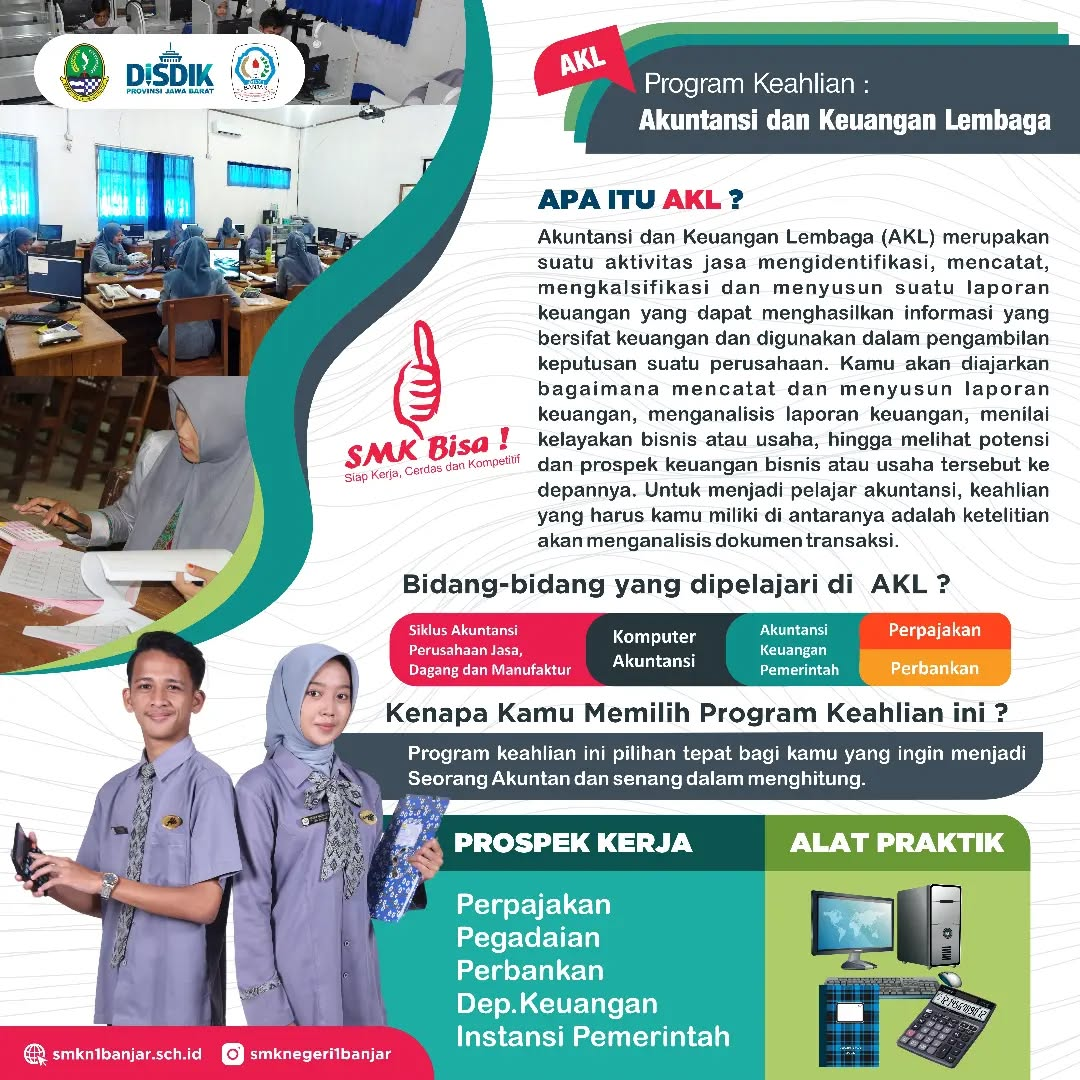 DISDIK
PROVINSI JAWA BARAT
BANJAR
AKL
Program Keahlian :
Akuntansi dan Keuangan Lembaga
APA ITU AKL ?
Akuntansi dan Keuangan Lembaga (AKL) merupakan
suatu aktivitas jasa mengidentifikasi, mencatat,
mengkalsifikasi dan menyusun suatu laporan
keuangan yang dapat menghasilkan informasi yang
bersifat keuangan dan digunakan dalam pengambilan
keputusan suatu perusahaan. Kamu akan diajarkan
bagaimana mencatat dan menyusun laporan
keuangan, menganalisis laporan keuangan, menilai
kelayakan bisnis atau usaha, hingga melihat potensi
dan prospek keuangan bisnis atau usaha tersebut ke
depannya. Untuk menjadi pelajar akuntansi, keahlian
yang harus kamu miliki di antaranya adalah ketelitian
akan menganalisis dokumen transaksi.
SMK Bisa !
Siap Kerja, Cerdas dan Kompetitif
Bidang-bidang yang dipelajari di AKL ?
Siklus Akuntansi
Perusahaan Jasa,
Dagang dan Manufaktur
Komputer
Akuntansi
Akuntansi
Keuangan
Pemerintah
Perpajakan
Perbankan
Kenapa Kamu Memilih Program Keahlian ini ?
Program keahlian ini pilihan tepat bagi kamu yang ingin menjadi
Seorang Akuntan dan senang dalam menghitung.
PROSPEK KERJA
Perpajakan
Pegadaian
Perbankan
Dep.Keuangan
Instansi Pemerintah
ALAT PRAKTIK
smkn1banjar.sch.id
smknegeri1banjar